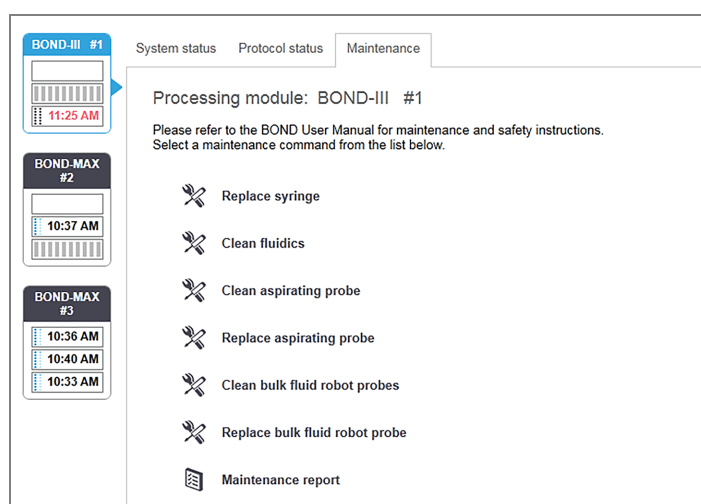 BOND-III #1
11:25 AM
BOND-MAX
#2
10:37 AM
BOND-MAX
#3
10:36 AM
10:40 AM
10:33 AM
System status Protocol status Maintenance
Processing module: BOND-III #1
Please refer to the BOND User Manual for maintenance and safety instructions.
Select a maintenance command from the list below.
Replace syringe
Clean fluidics
Clean aspirating probe
Replace aspirating probe
Clean bulk fluid robot probes
Replace bulk fluid robot probe
Maintenance report